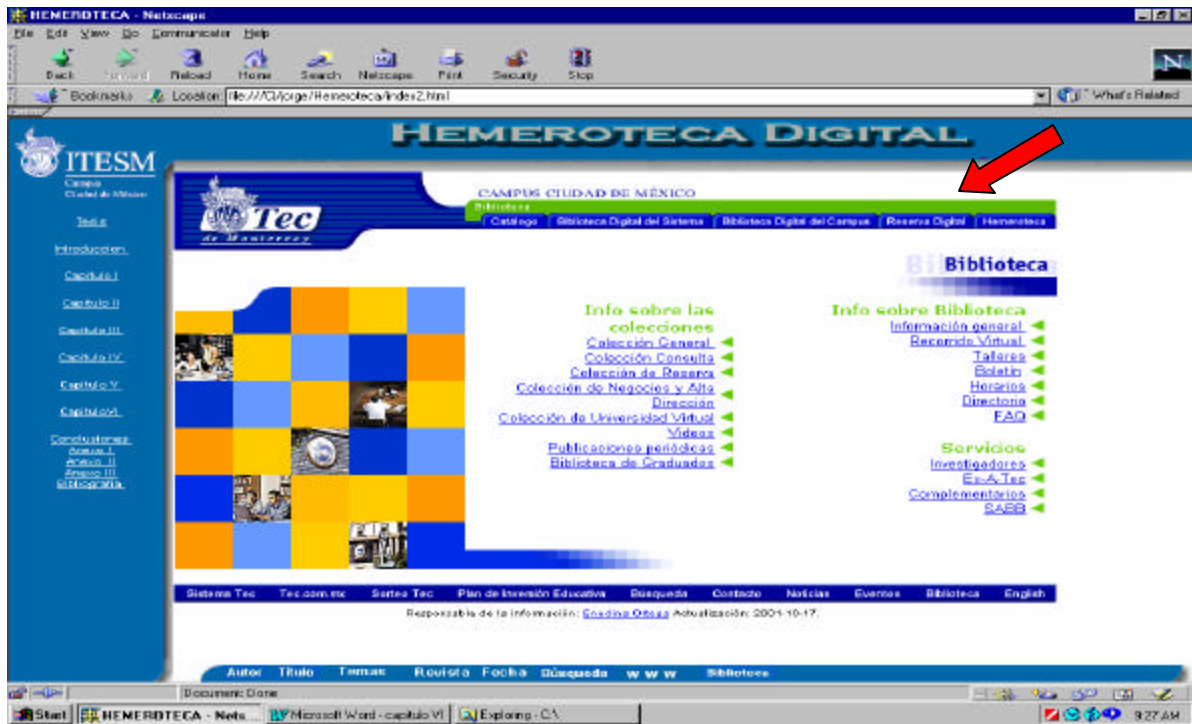 HEMEROTECA - Netscape
File Edit View Go Communicator Help
Back Forward Reload Home Search Netscape Print Security Stop
Bookmarks Location: file:///C|/jorge/Hemeroteca/index2.html What's Related
HEMEROTECA DIGITAL
ITESM
Campus
Ciudad de México
Tesis
Introduccion
Capitulo I
Capitulo II
Capitulo III
Capitulo IV
Capitulo V
Capitulo VI
Conclusiones
Anexo I
Anexo II
Anexo III
Bibliografia
Tec
de Monterrey
CAMPUS CIUDAD DE MÉXICO
Biblioteca
Catálogo Biblioteca Digital del Sistema Biblioteca Digital del Campus Reserva Digital Hemeroteca
Biblioteca
Info sobre las
colecciones
Colección General
Colección Consulta
Colección de Reserva
Colección de Negocios y Alta
Dirección
Colección de Universidad Virtual
Videos
Publicaciones periódicas
Biblioteca de Graduados
Info sobre Biblioteca
Información general
Recorrido Virtual
Talleres
Boletín
Horarios
Directorio
FAQ
Servicios
Investigadores
Ex-A-Tec
Complementarios
SABB
Sistema Tec Tec.com.mx Sorteo Tec Plan de Inversión Educativa Búsqueda Contacto Noticias Eventos Biblioteca English
Responsable de la información: Actualización: 2001-10-17.
Autor Título Temas Revista Fecha Búsqueda w w w Biblioteca
Document: Done
Start HEMEROTECA - Nets... Microsoft Word - capitulo VI Exploring - C:\ 9:27 AM